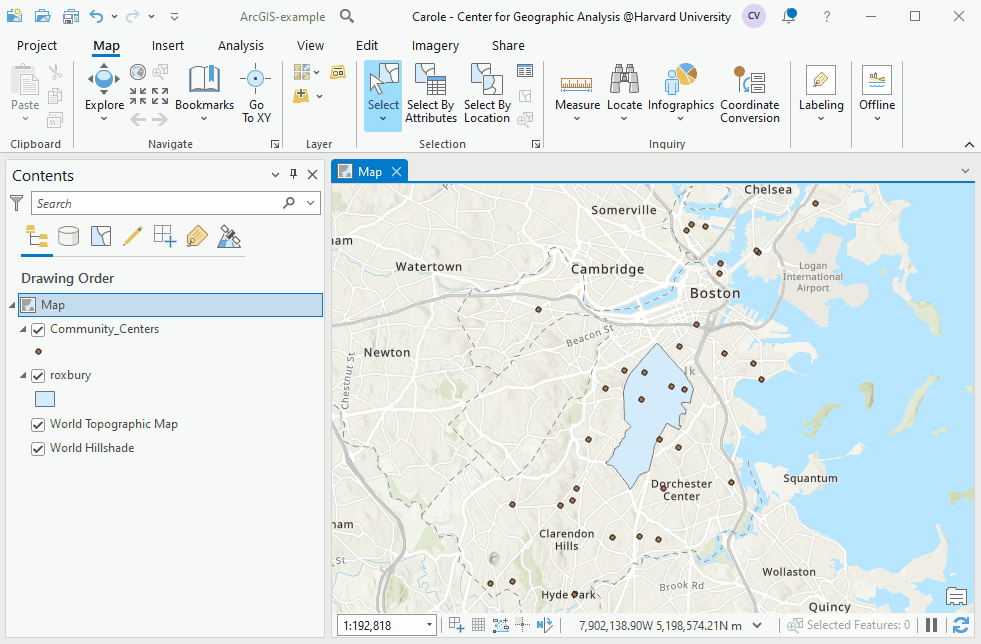 ArcGIS-example
Carole - Center for Geographic Analysis @Harvard University
CV
?
Project
Map
Insert
Analysis
View
Edit
Imagery
Share
Paste
Explore
Bookmarks
Go
To XY
Select
Select By
Attributes
Select By
Location
Measure
Locate
Infographics
Coordinate
Conversion
Labeling
Offline
Clipboard
Navigate
Layer
Selection
Inquiry
Contents
Search
Drawing Order
Map
Community_Centers
roxbury
World Topographic Map
World Hillshade
Map
Chelsea
Somerville
ham
Watertown
Cambridge
Logan
International
Airport
Boston
Beacon St
Newton
Chestnut St
lk
Dorchester
Center
Squantum
ham
Clarendon
Hills
St
Wollaston
Brook Rd
Hyde Park
Quincy
1:192,818
7,902,138.90W 5,198,574.21N m
Selected Features: 0